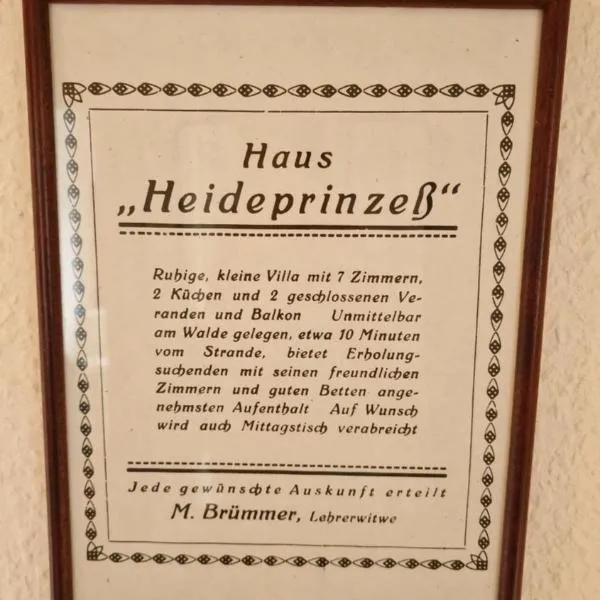 Haus
„Heideprinzeß“
Ruhige, kleine Villa mit 7 Zimmern,
2 Küchen und 2 geschlossenen Ve-
randen und Balkon Unmittelbar
am Walde gelegen, etwa 10 Minuten
vom Strande, bietet Erholung-
suchenden mit seinen freundlichen
Zimmern und guten Betten ange-
nehmsten Aufenthalt Auf Wunsch
wird auch Mittagstisch verabreicht
Jede gewünschte Auskunft erteilt
M. Brümmer, Lehrerwitwe